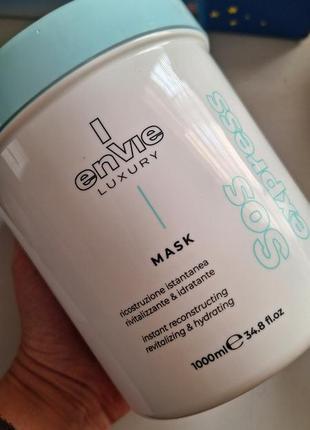 envie
LUXURY
MASK
ricostruzione istantanea
rivitalizzante & idratante
instant reconstructing
revitalizing & hydrating
1000ml ℮ 34.8 fl.oz
SOS
express